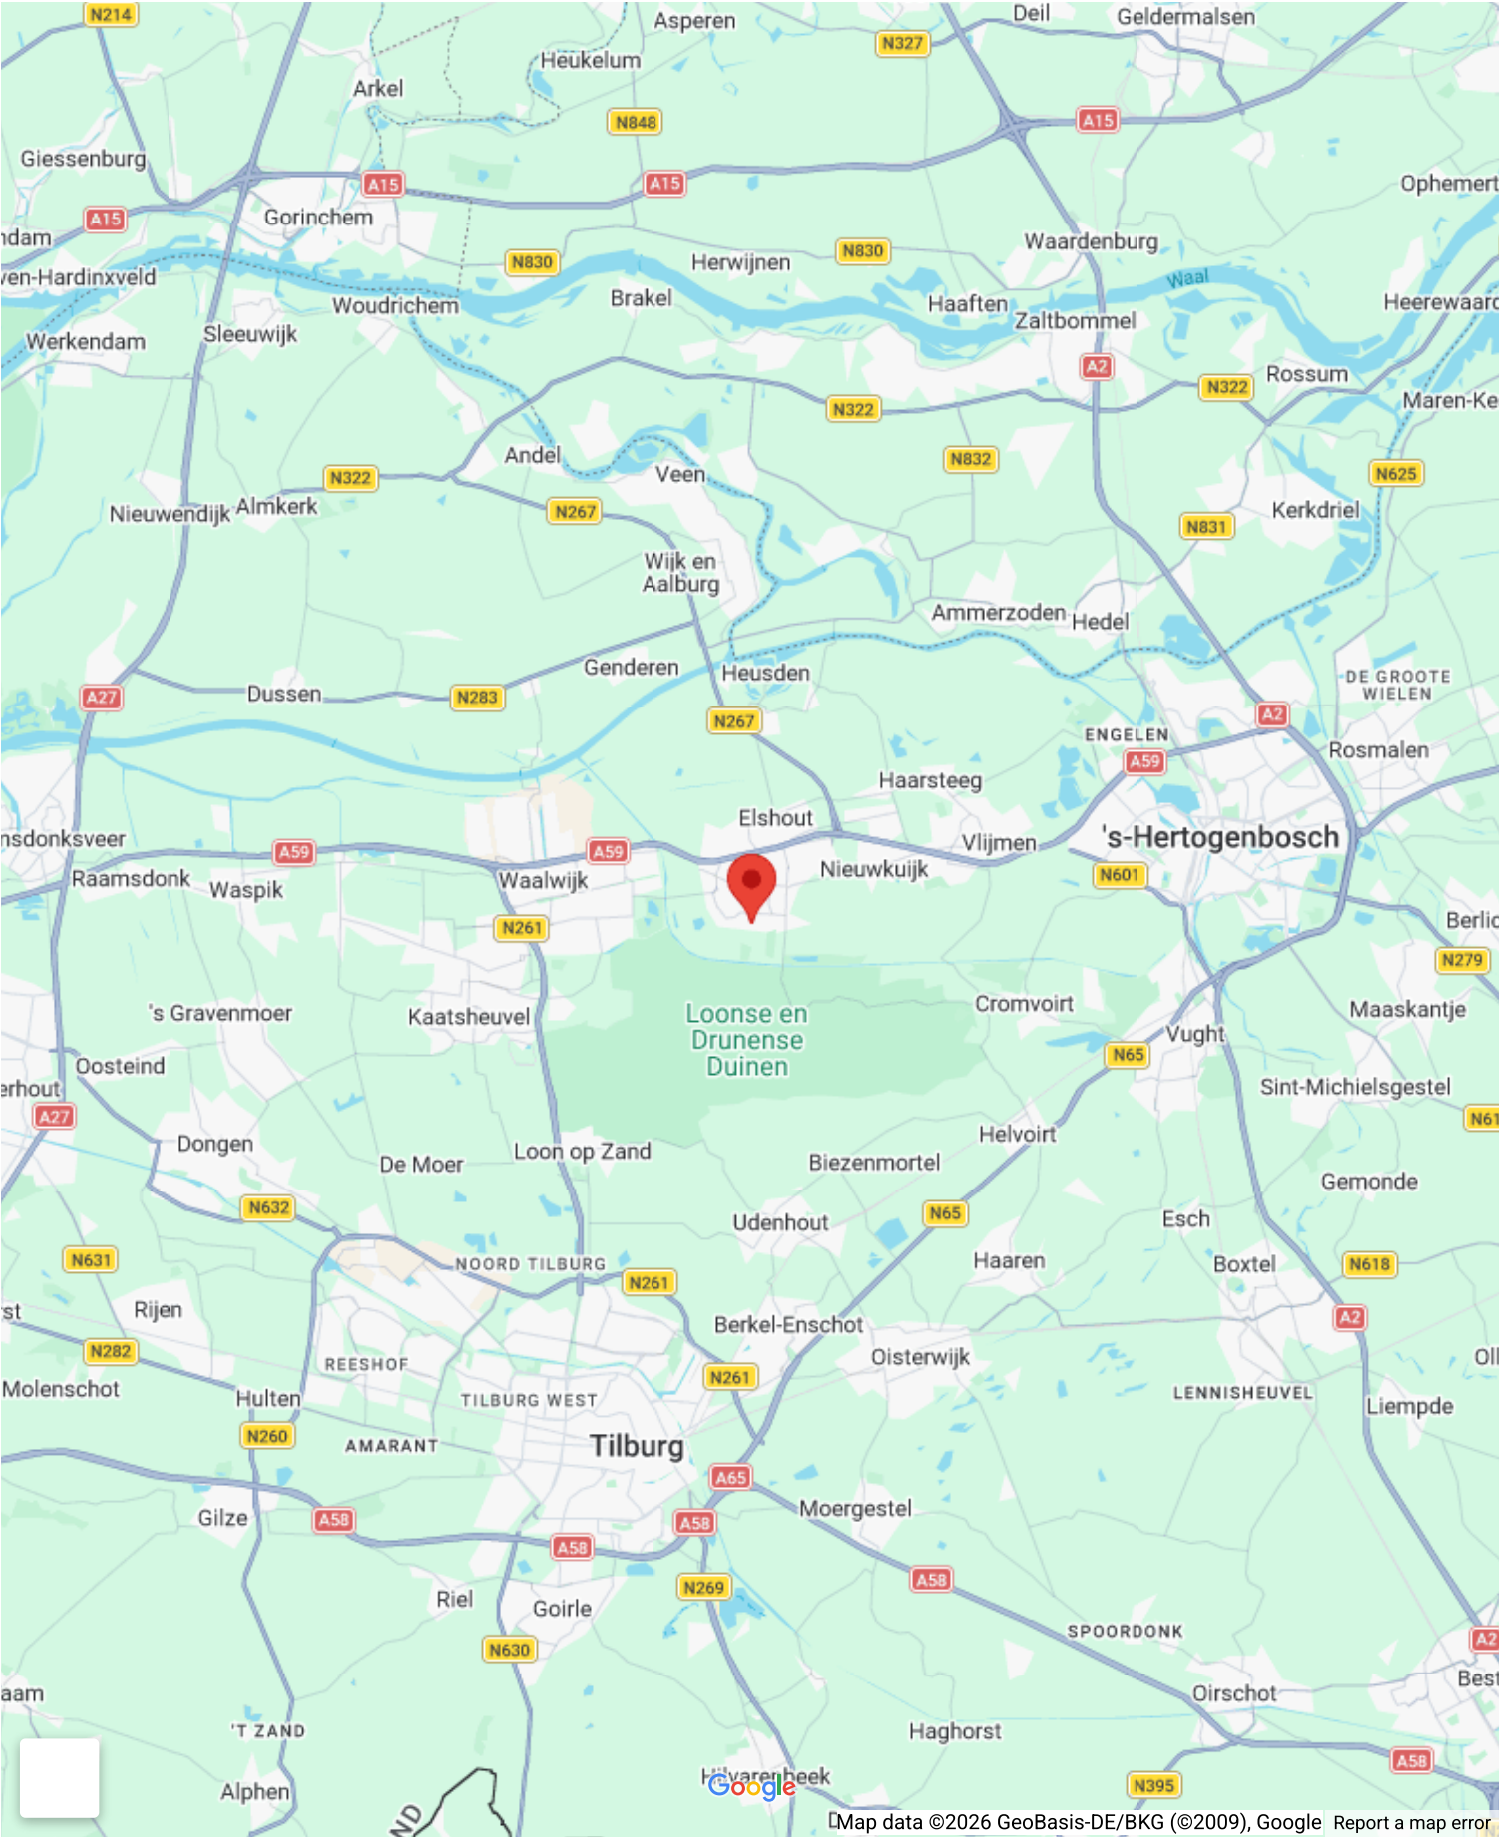 N214
Asperen
Deil
Geldermalsen
N327
Heukelum
Arkel
N848
A15
Giessenburg
A15
A15
Ophemert
A15
Gorinchem
ndam
Waardenburg
N830
Herwijnen
N830
ven-Hardinxveld
Waal
Woudrichem
Brakel
Haaften
Heerewaard
Werkendam
Sleeuwijk
Zaltbommel
A2
Rossum
N322
N322
Maren-Ke
Andel
N832
Veen
N322
N625
Nieuwendijk
Almkerk
N267
Kerkdriel
N831
Wijk en
Aalburg
Ammerzoden
Hedel
Genderen
Heusden
DE GROOTE
WIELEN
A27
Dussen
N283
N267
A2
ENGELEN
Rosmalen
A59
Haarsteeg
Elshout
nsdonksveer
's-Hertogenbosch
A59
A59
Vlijmen
Raamsdonk
Waspik
Waalwijk
Nieuwkuijk
N601
N261
Berlic
N279
's Gravenmoer
Kaatsheuvel
Loonse en
Drunense
Duinen
Cromvoirt
Maaskantje
Vught
Oosteind
N65
erhout
Sint-Michielsgestel
A27
N61
Dongen
Helvoirt
De Moer
Loon op Zand
Biezenmortel
Gemonde
N632
Udenhout
N65
Esch
N631
NOORD TILBURG
Haaren
Boxtel
N618
N261
rst
Rijen
Berkel-Enschot
A2
N282
REESHOF
Oisterwijk
Oll
Molenschot
N261
Hulten
TILBURG WEST
LENNISHEUVEL
Liempde
N260
AMARANT
Tilburg
A65
Gilze
A58
A58
Moergestel
A58
A58
N269
Riel
Goirle
SPOORDONK
N630
A2
aam
Best
Oirschot
'T ZAND
Haghorst
A58
Alphen
Hilvarenbeek
Google
N395
ND
Map data ©2026 GeoBasis-DE/BKG (©2009), Google
Report a map error